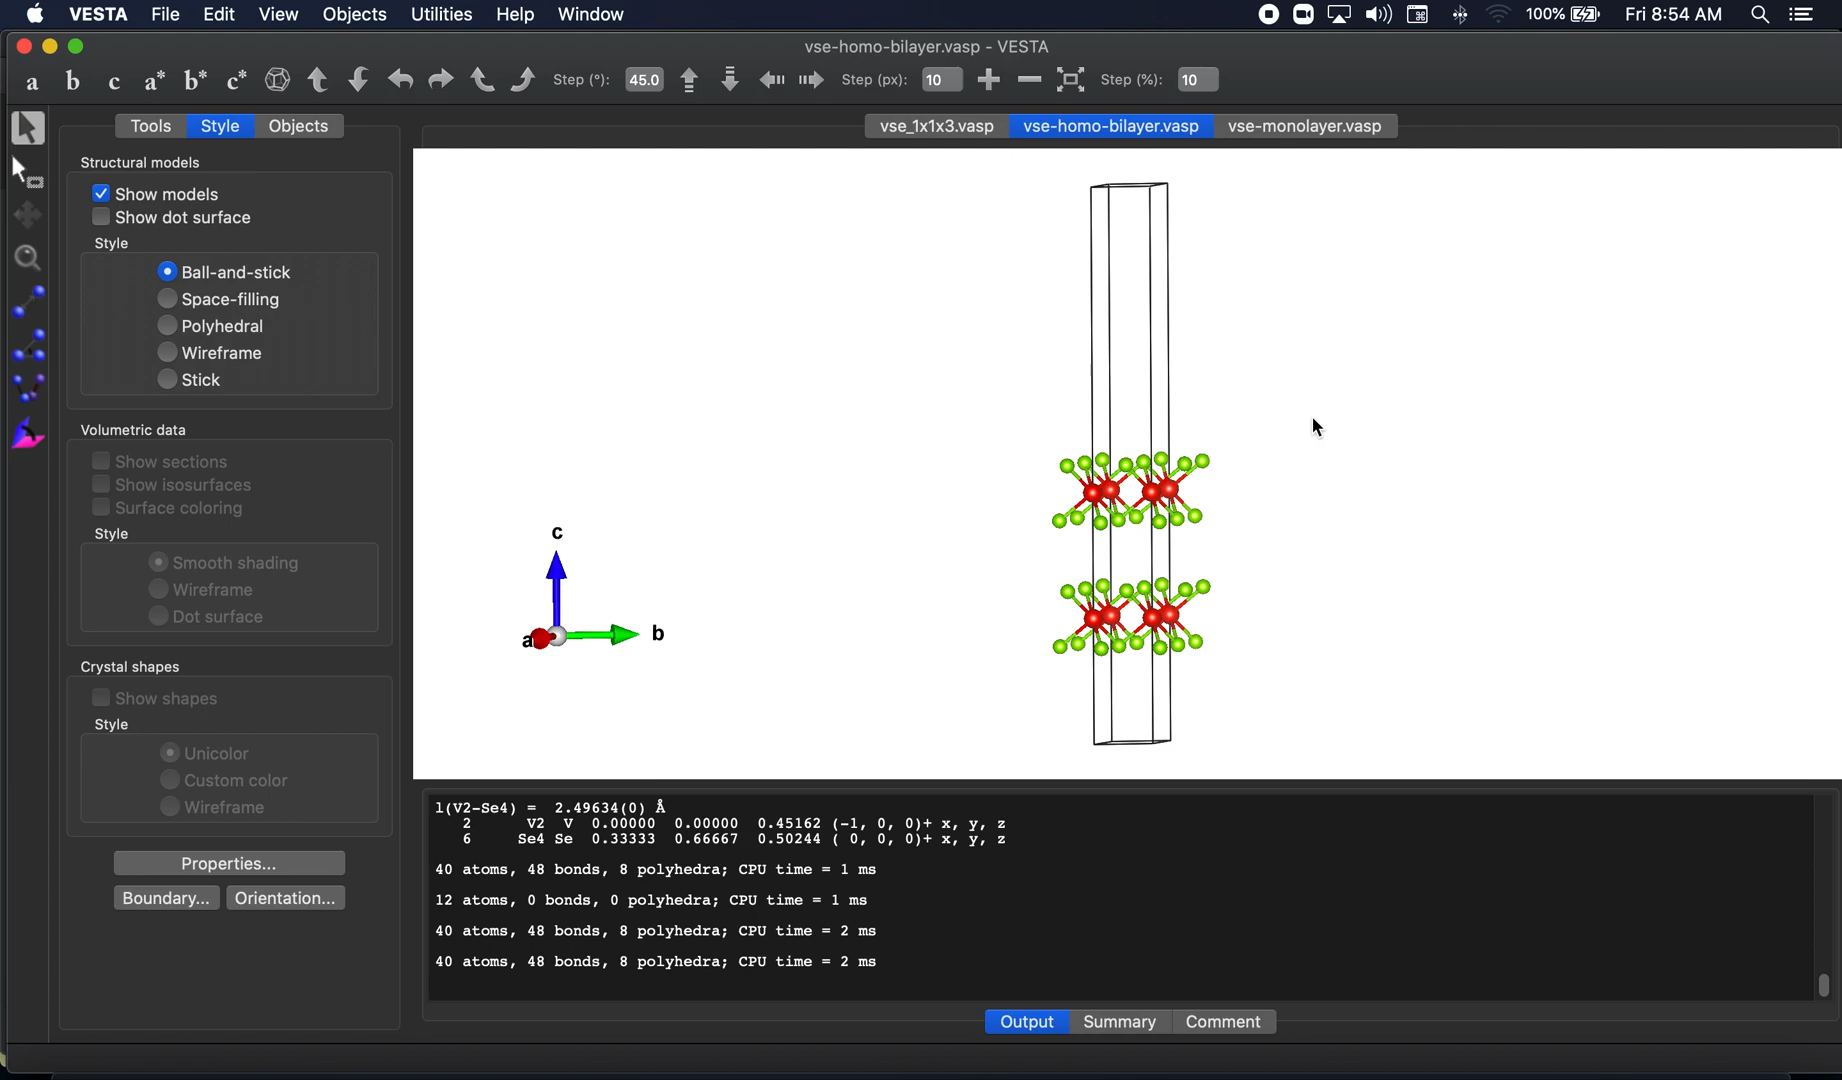 VESTA File Edit View Objects Utilities Help Window 100% Fri 8:54 AM
vse-homo-bilayer.vasp - VESTA
a b c a* b* c* Step (°): 45.0 Step (px): 10 Step (%): 10
Tools Style Objects
vse_1x1x3.vasp vse-homo-bilayer.vasp vse-monolayer.vasp
Structural models
Show models
Show dot surface
Style
Ball-and-stick
Space-filling
Polyhedral
Wireframe
Stick
Volumetric data
Show sections
Show isosurfaces
Surface coloring
Style
Smooth shading
Wireframe
Dot surface
Crystal shapes
Show shapes
Style
Unicolor
Custom color
Wireframe
Properties...
Boundary... Orientation...
c
a b
l(V2-Se4) = 2.49634(0) Å
2 V2 V 0.00000 0.00000 0.45162 (-1, 0, 0)+ x, y, z
6 Se4 Se 0.33333 0.66667 0.50244 ( 0, 0, 0)+ x, y, z
40 atoms, 48 bonds, 8 polyhedra; CPU time = 1 ms
12 atoms, 0 bonds, 0 polyhedra; CPU time = 1 ms
40 atoms, 48 bonds, 8 polyhedra; CPU time = 2 ms
40 atoms, 48 bonds, 8 polyhedra; CPU time = 2 ms
Output Summary Comment